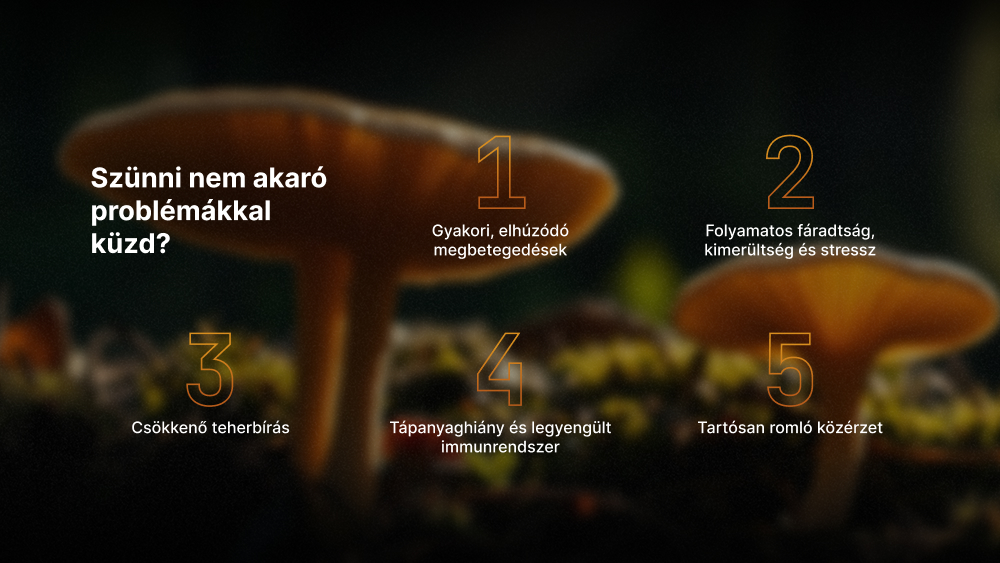 Szünni nem akaró
problémákkal
küzd?
1
Gyakori, elhúzódó
megbetegedések
2
Folyamatos fáradtság,
kimerültség és stressz
3
Csökkenő teherbírás
4
Tápanyaghiány és legyengült
immunrendszer
5
Tartósan romló közérzet